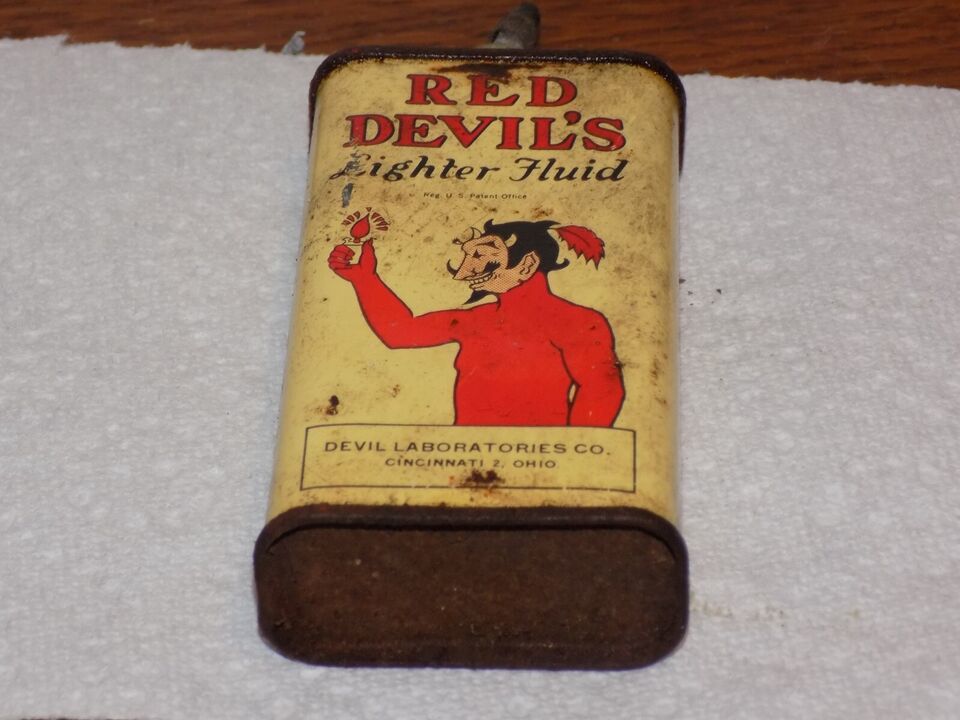 RED
DEVIL'S
Lighter Fluid
Reg. U. S. Patent Office
DEVIL LABORATORIES CO.
CINCINNATI 2, OHIO